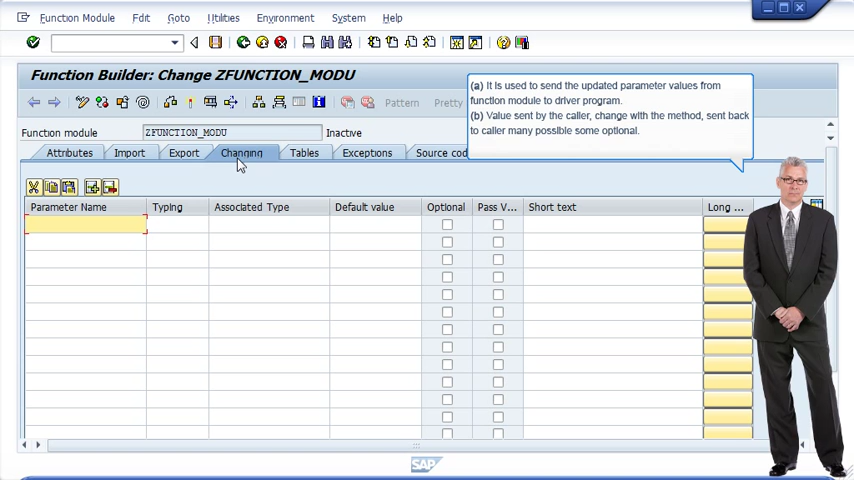 Function Module Edit Goto Utilities Environment System Help
Function Builder: Change ZFUNCTION_MODU
(a) It Is used to send the updated parameter values from
function module to driver program.
(b) Value sent by the caller, change with the method, sent back
to caller many possible some optional.
Pattern Pretty
Function module ZFUNCTION_MODU Inactive
Attributes Import Export Changing Tables Exceptions Source cod
Parameter Name Typing Associated Type Default value Optional Pass V... Short text Long ...
SAP